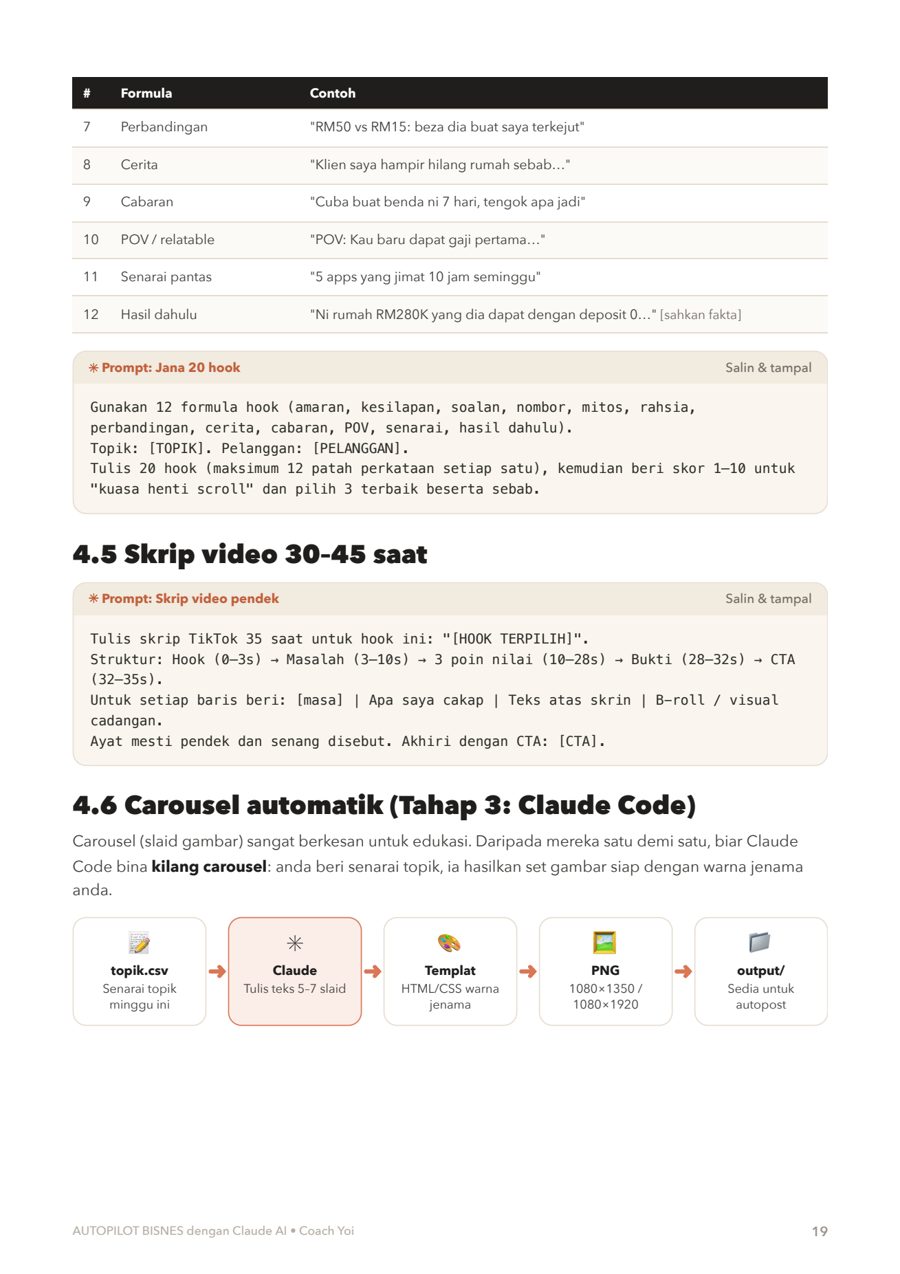 # Formula Contoh
7 Perbandingan "RM50 vs RM15: beza dia buat saya terkejut"
8 Cerita "Klien saya hampir hilang rumah sebab…"
9 Cabaran "Cuba buat benda ni 7 hari, tengok apa jadi"
10 POV / relatable "POV: Kau baru dapat gaji pertama…"
11 Senarai pantas "5 apps yang jimat 10 jam seminggu"
12 Hasil dahulu "Ni rumah RM280K yang dia dapat dengan deposit 0…" [sahkan fakta]
✳ Prompt: Jana 20 hook Salin & tampal
Gunakan 12 formula hook (amaran, kesilapan, soalan, nombor, mitos, rahsia,
perbandingan, cerita, cabaran, POV, senarai, hasil dahulu).
Topik: [TOPIK]. Pelanggan: [PELANGGAN].
Tulis 20 hook (maksimum 12 patah perkataan setiap satu), kemudian beri skor 1–10 untuk
"kuasa henti scroll" dan pilih 3 terbaik beserta sebab.
4.5 Skrip video 30–45 saat
✳ Prompt: Skrip video pendek Salin & tampal
Tulis skrip TikTok 35 saat untuk hook ini: "[HOOK TERPILIH]".
Struktur: Hook (0–3s) → Masalah (3–10s) → 3 poin nilai (10–28s) → Bukti (28–32s) → CTA
(32–35s).
Untuk setiap baris beri: [masa] | Apa saya cakap | Teks atas skrin | B-roll / visual
cadangan.
Ayat mesti pendek dan senang disebut. Akhiri dengan CTA: [CTA].
4.6 Carousel automatik (Tahap 3: Claude Code)
Carousel (slaid gambar) sangat berkesan untuk edukasi. Daripada mereka satu demi satu, biar Claude
Code bina kilang carousel: anda beri senarai topik, ia hasilkan set gambar siap dengan warna jenama
anda.
topik.csv
Senarai topik
minggu ini
Claude
Tulis teks 5–7 slaid
Templat
HTML/CSS warna
jenama
PNG
1080×1350 /
1080×1920
output/
Sedia untuk
autopost
AUTOPILOT BISNES dengan Claude AI • Coach Yoi 19